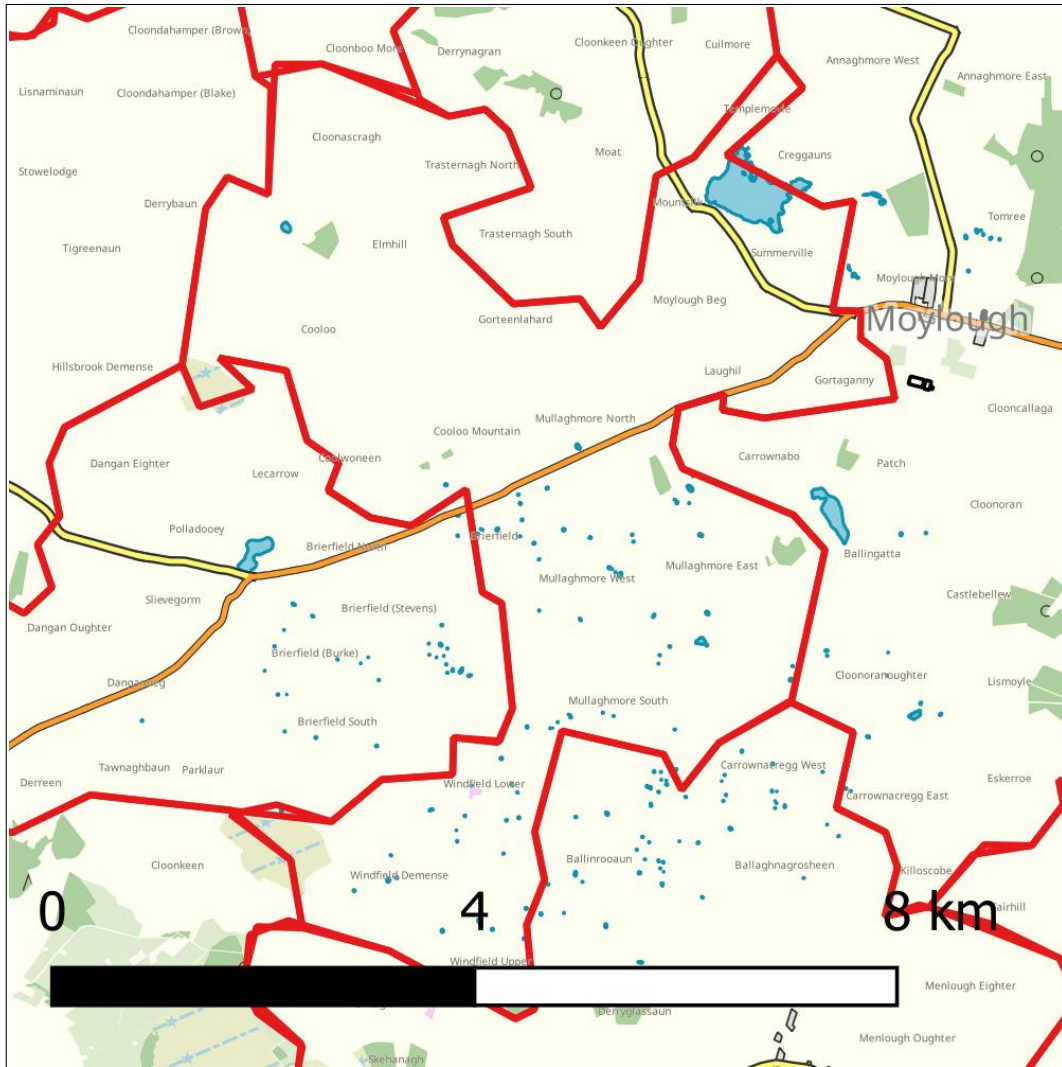 Cloondahamper (Brown)
Cloonboo More
Derrynagran
Cloonkeen Oughter
Cuilmore
Annaghmore West
Annaghmore East
Lisnaminaun
Cloondahamper (Blake)
Templemoyle
Cloonascragh
Moat
Creggauns
Trasternagh North
Stowelodge
Derrybaun
Mountsilk
Tomree
Tigreenaun
Elmhill
Trasternagh South
Summerville
Moylough More
Moylough Beg
Cooloo
Gorteenlahard
Moylough
Hillsbrook Demense
Laughil
Gortaganny
Clooncallaga
Mullaghmore North
Cooloo Mountain
Dangan Eighter
Lecarrow
Coolwoneen
Carrownabo
Patch
Cloonoran
Polladooey
Brierfield North
Brierfield
Ballingatta
Mullaghmore West
Mullaghmore East
Slievegorm
Brierfield (Stevens)
Castlebellew
Dangan Oughter
Brierfield (Burke)
Cloonoranoughter
Lismoyle
Danganbeg
Mullaghmore South
Brierfield South
Tawnaghbaun
Parklaur
Carrownacregg West
Derreen
Windfield Lower
Eskerroe
Carrownacregg East
Cloonkeen
Windfield Demense
Ballinrooaun
Ballaghnagrosheen
Killoscobe
Fairhill
0 4 8 km
Windfield Upper
Menlough Eighter
Derryglassaun
Menlough Oughter
Skehanagh